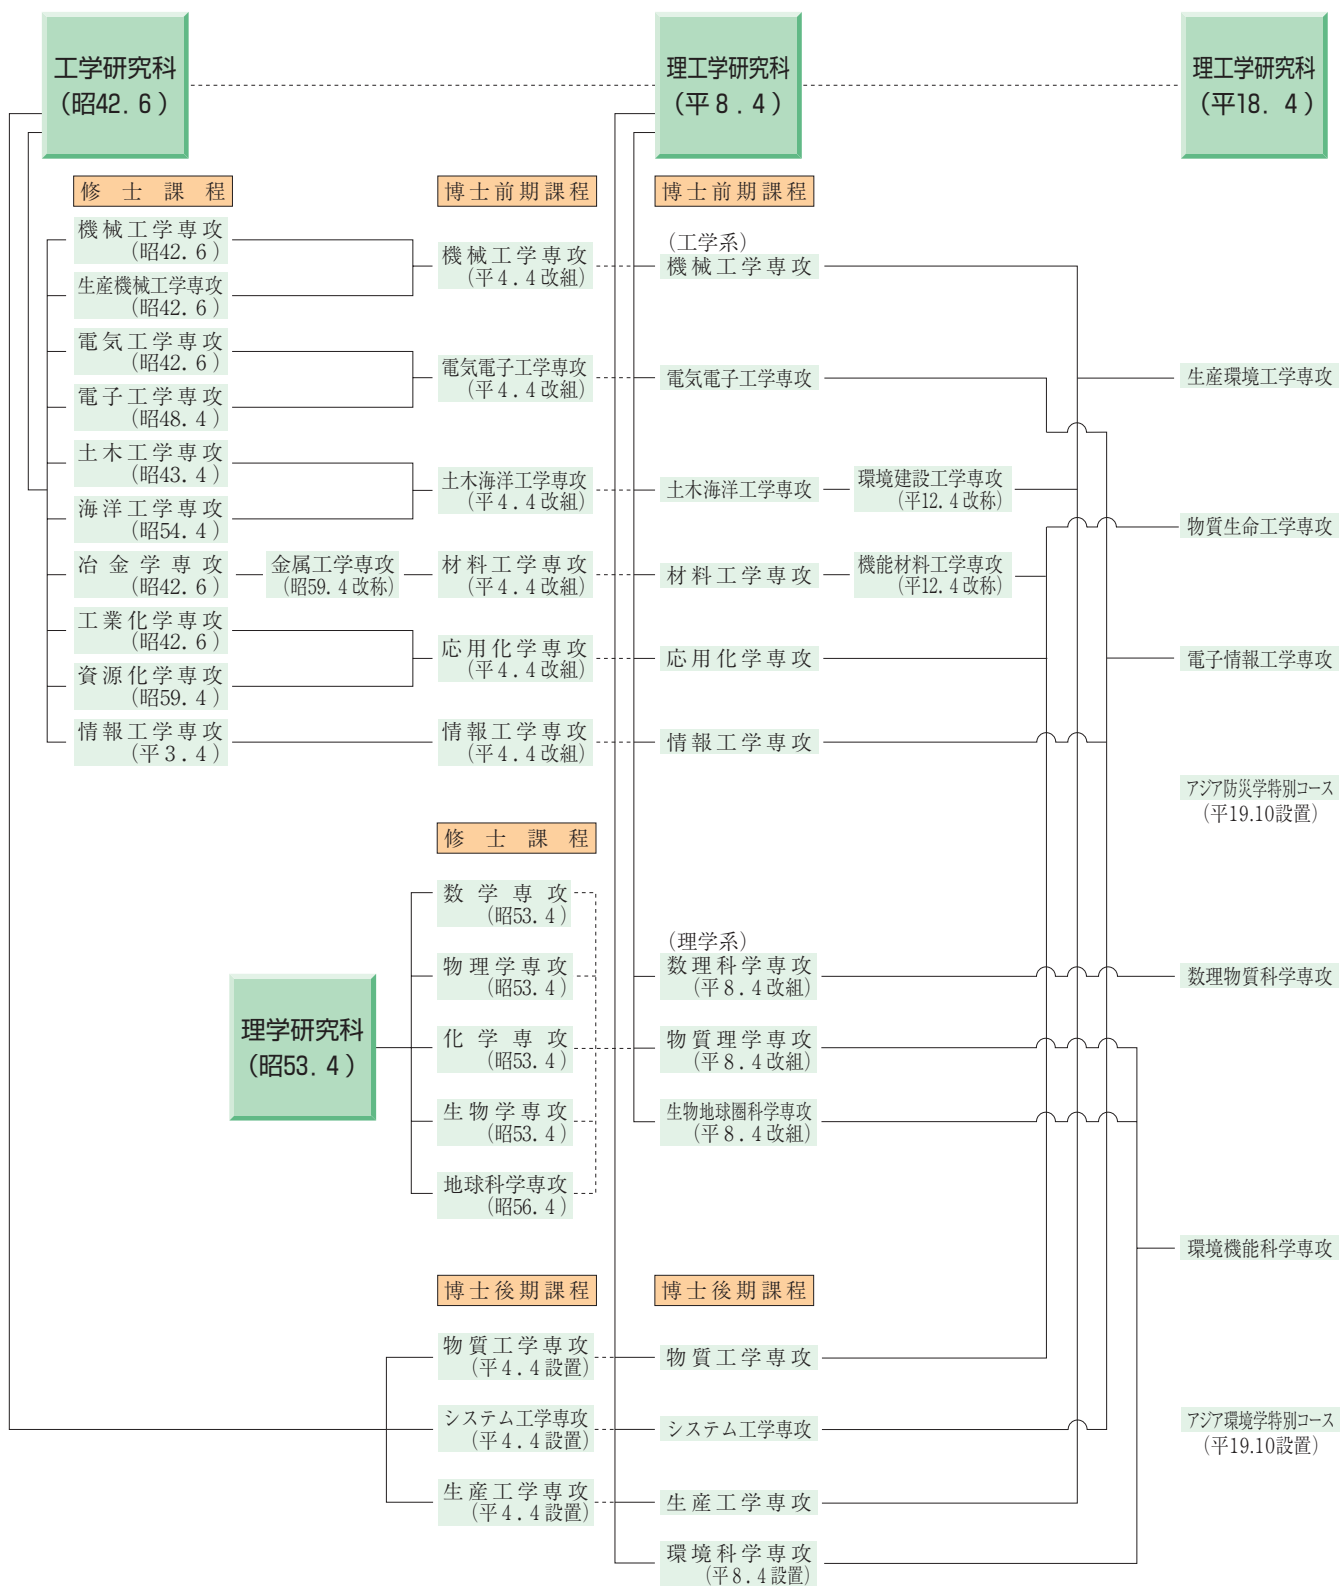 工学研究科
（昭42. 6）
理工学研究科
（平 8 . 4）
理工学研究科
（平18. 4）
修士課程
博士前期課程
博士前期課程
機械工学専攻
（昭42. 6）
生産機械工学専攻
（昭42. 6）
電気工学専攻
（昭42. 6）
電子工学専攻
（昭48. 4）
土木工学専攻
（昭43. 4）
海洋工学専攻
（昭54. 4）
冶金学専攻
（昭42. 6）
金属工学専攻
（昭59. 4 改称）
工業化学専攻
（昭42. 6）
資源化学専攻
（昭59. 4）
情報工学専攻
（平 3 . 4）
機械工学専攻
（平 4 . 4 改組）
電気電子工学専攻
（平 4 . 4 改組）
土木海洋工学専攻
（平 4 . 4 改組）
材料工学専攻
（平 4 . 4 改組）
応用化学専攻
（平 4 . 4 改組）
情報工学専攻
（平 4 . 4 改組）
（工学系）
機械工学専攻
電気電子工学専攻
土木海洋工学専攻
環境建設工学専攻
（平12. 4 改称）
材料工学専攻
機能材料工学専攻
（平12. 4 改称）
応用化学専攻
情報工学専攻
生産環境工学専攻
物質生命工学専攻
電子情報工学専攻
アジア防災学特別コース
（平19.10設置）
修士課程
理学研究科
（昭53. 4）
数学専攻
（昭53. 4）
物理学専攻
（昭53. 4）
化学専攻
（昭53. 4）
生物学専攻
（昭53. 4）
地球科学専攻
（昭56. 4）
（理学系）
数理科学専攻
（平 8 . 4 改組）
物質理学専攻
（平 8 . 4 改組）
生物地球圏科学専攻
（平 8 . 4 改組）
数理物質科学専攻
環境機能科学専攻
博士後期課程
博士後期課程
物質工学専攻
（平 4 . 4 設置）
システム工学専攻
（平 4 . 4 設置）
生産工学専攻
（平 4 . 4 設置）
物質工学専攻
システム工学専攻
生産工学専攻
環境科学専攻
（平 8 . 4 設置）
アジア環境学特別コース
（平19.10設置）